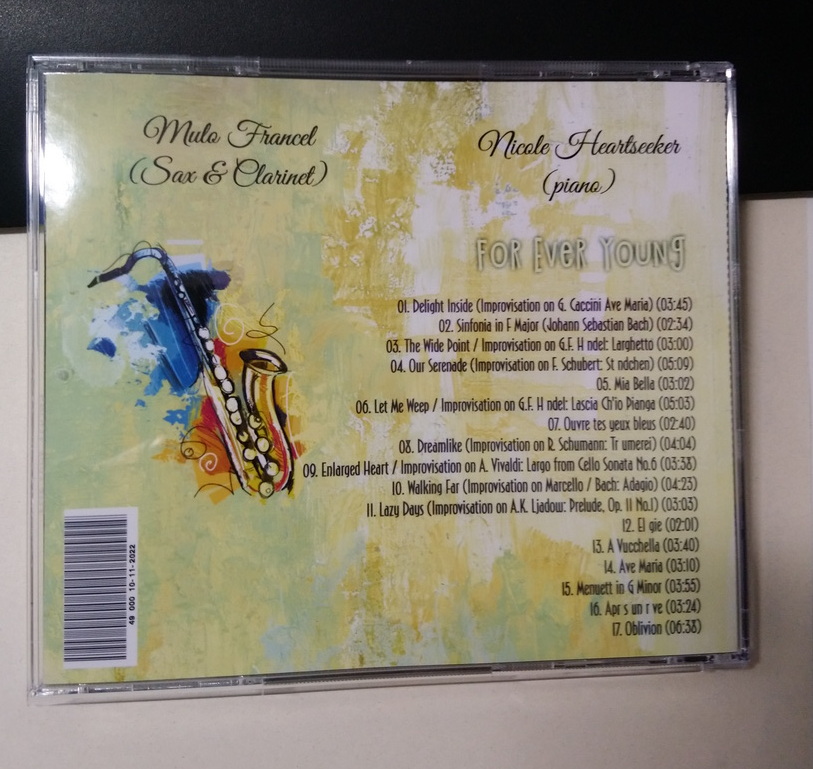 Mulo Francel
(Sax & Clarinet)
Nicole Heartseeker
(piano)
FOR EVER YOUNG
01. Delight Inside (Improvisation on G. Caccini Ave Maria) (03:45)
02. Sinfonia in F Major (Johann Sebastian Bach) (02:34)
03. The Wide Point / Improvisation on G.F. H ndel: Larghetto) (03:00)
04. Our Serenade (Improvisation on F. Schubert: St ndchen) (05:09)
05. Mia Bella (03:02)
06. Let Me Weep / Improvisation on G.F. H ndel: Lascia Ch'io Pianga (05:03)
07. Ouvre tes yeux bleus (02:40)
08. Dreamlike (Improvisation on R. Schumann: Tr umerei) (04:04)
09. Enlarged Heart / Improvisation on A. Vivaldi: Largo from Cello Sonata No.6 (03:38)
10. Walking Far (Improvisation on Marcello / Bach: Adagio) (04:23)
11. Lazy Days (Improvisation on A.K. Ljadow: Prelude, Op. 11 No.1) (03:03)
12. El gie (02:01)
13. A Vucchella (03:40)
14. Ave Maria (03:10)
15. Menuett in G Minor (03:55)
16. Apr s un r ve (03:24)
17. Oblivion (06:38)
49 000 10-11-2022